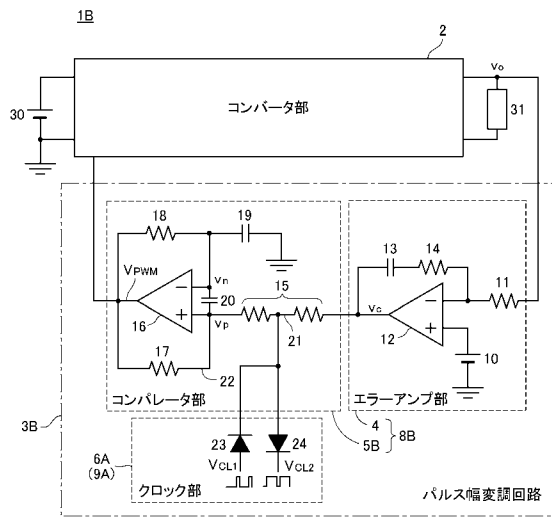 1B
2
コンバータ部
30
Vo
31
18
19
13
14
11
VPWM
Vn
15
20
Vc
16
Vp
21
12
10
17
22
コンパレータ部
エラーアンプ部
3B
23
24
4
5B
8B
6A
(9A)
VCL1
VCL2
クロック部
パルス幅変調回路